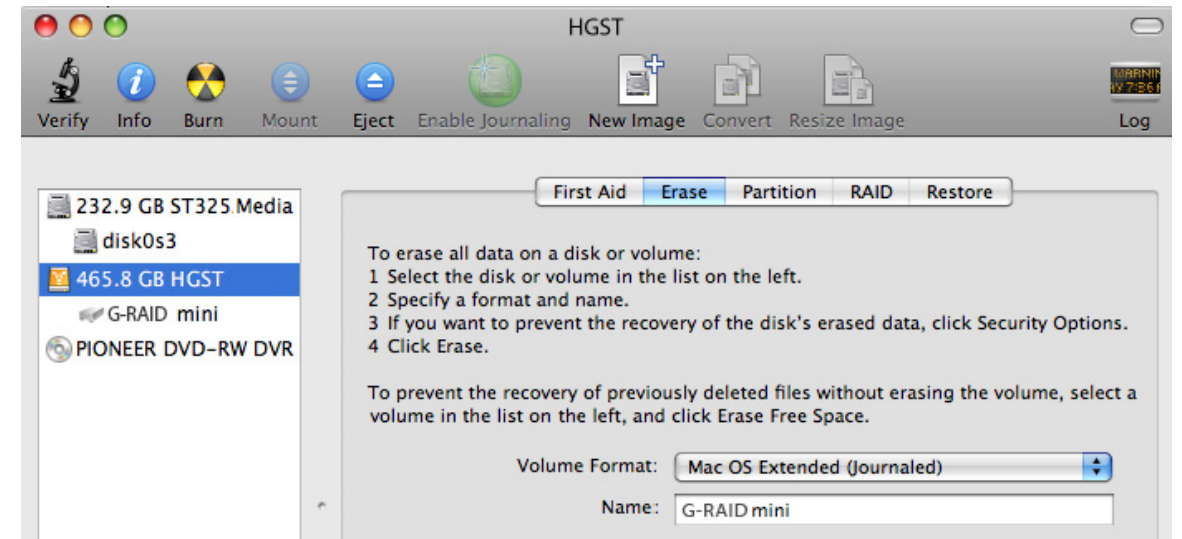 HGST
Verify Info Burn Mount Eject Enable Journaling New Image Convert Resize Image Log
232.9 GB ST325.Media
disk0s3
465.8 GB HGST
G-RAID mini
PIONEER DVD-RW DVR
First Aid Erase Partition RAID Restore
To erase all data on a disk or volume:
1 Select the disk or volume in the list on the left.
2 Specify a format and name.
3 If you want to prevent the recovery of the disk's erased data, click Security Options.
4 Click Erase.
To prevent the recovery of previously deleted files without erasing the volume, select a
volume in the list on the left, and click Erase Free Space.
Volume Format: Mac OS Extended (Journaled)
Name: G-RAID mini